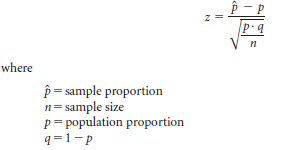 z = (p̂ − p) / √(p · q / n)
where
p̂ = sample proportion
n = sample size
p = population proportion
q = 1 − p